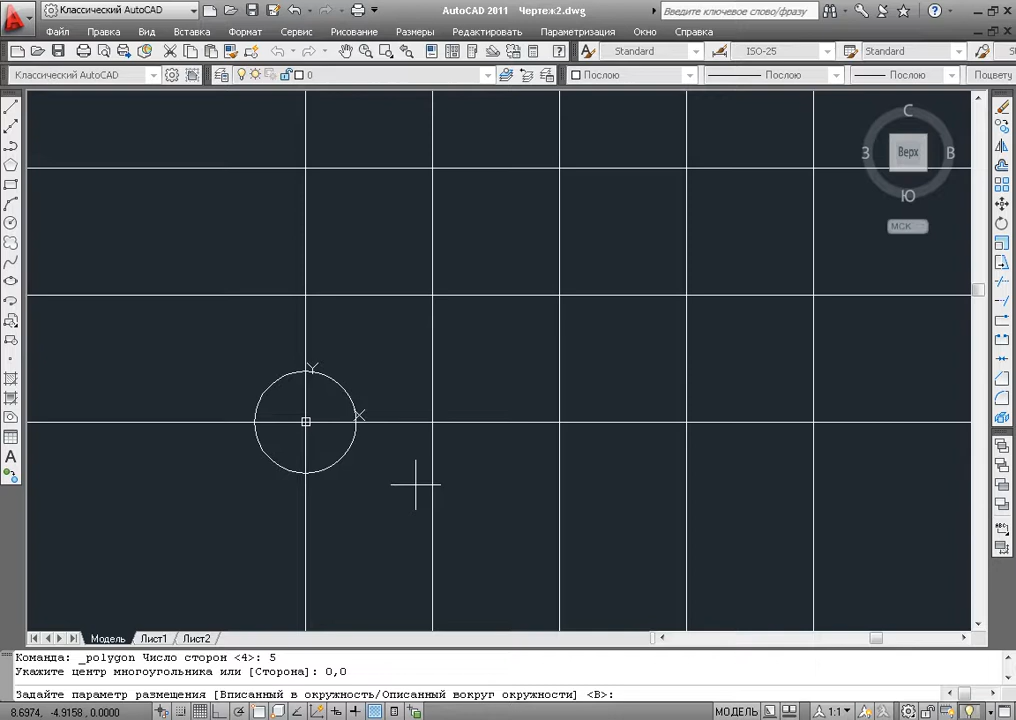 Классический AutoCAD
AutoCAD 2011 Чертеж2.dwg
Введите ключевое слово/фразу
Файл Правка Вид Вставка Формат Сервис Рисование Размеры Редактировать Параметризация Окно Справка
Standard ISO-25 Standard
Классический AutoCAD 0 Послою Послою Послою Поцвету
С
З Верх В
Ю
МСК
Y
X
A
Модель Лист1 Лист2
Команда: _polygon Число сторон <4>: 5
Укажите центр многоугольника или [Сторона]: 0,0
Задайте параметр размещения [Вписанный в окружность/Описанный вокруг окружности] <В>:
8.6974, -4.9158, 0.0000 МОДЕЛЬ 1:1